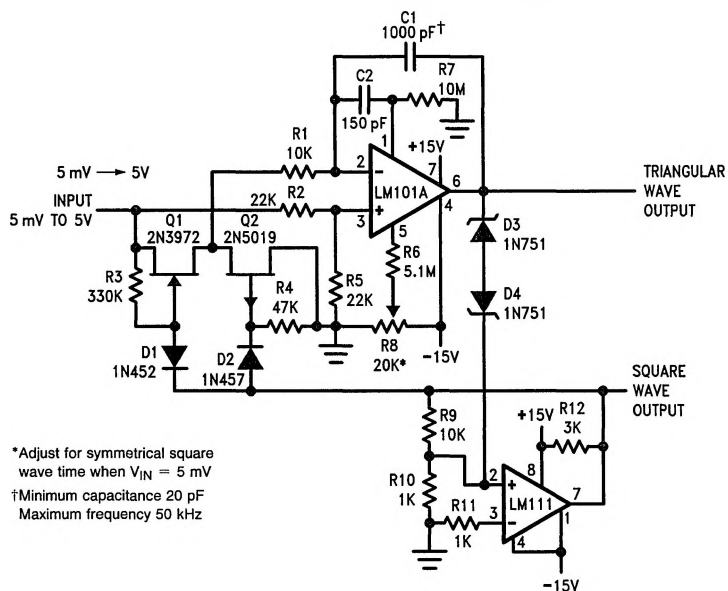 C1
1000 pF†
C2
150 pF
R7
10M
R1
10K
+15V
5 mV → 5V
1
7
2
−
LM101A
6
TRIANGULAR
WAVE
OUTPUT
INPUT
5 mV TO 5V
22K
R2
3
+
4
5
Q1
2N3972
Q2
2N5019
R6
5.1M
D3
1N751
R3
330K
R4
47K
R5
22K
D4
1N751
R8
20K*
−15V
D1
1N452
D2
1N457
SQUARE
WAVE
OUTPUT
R9
10K
+15V
R12
3K
8
2
+
LM111
7
R10
1K
R11
1K
3
−
1
4
−15V
*Adjust for symmetrical square
wave time when VIN = 5 mV
†Minimum capacitance 20 pF
Maximum frequency 50 kHz